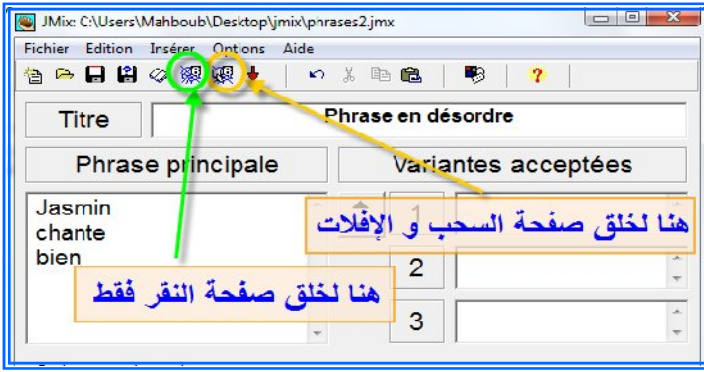 JMix: C:\Users\Mahboub\Desktop\jmix\phrases2.jmx
Fichier Edition Insérer Options Aide
Titre
Phrase en désordre
Phrase principale
Variantes acceptées
Jasmin
chante
bien
1
هنا لخلق صفحة السحب و الإفلات
2
هنا لخلق صفحة النقر فقط
3